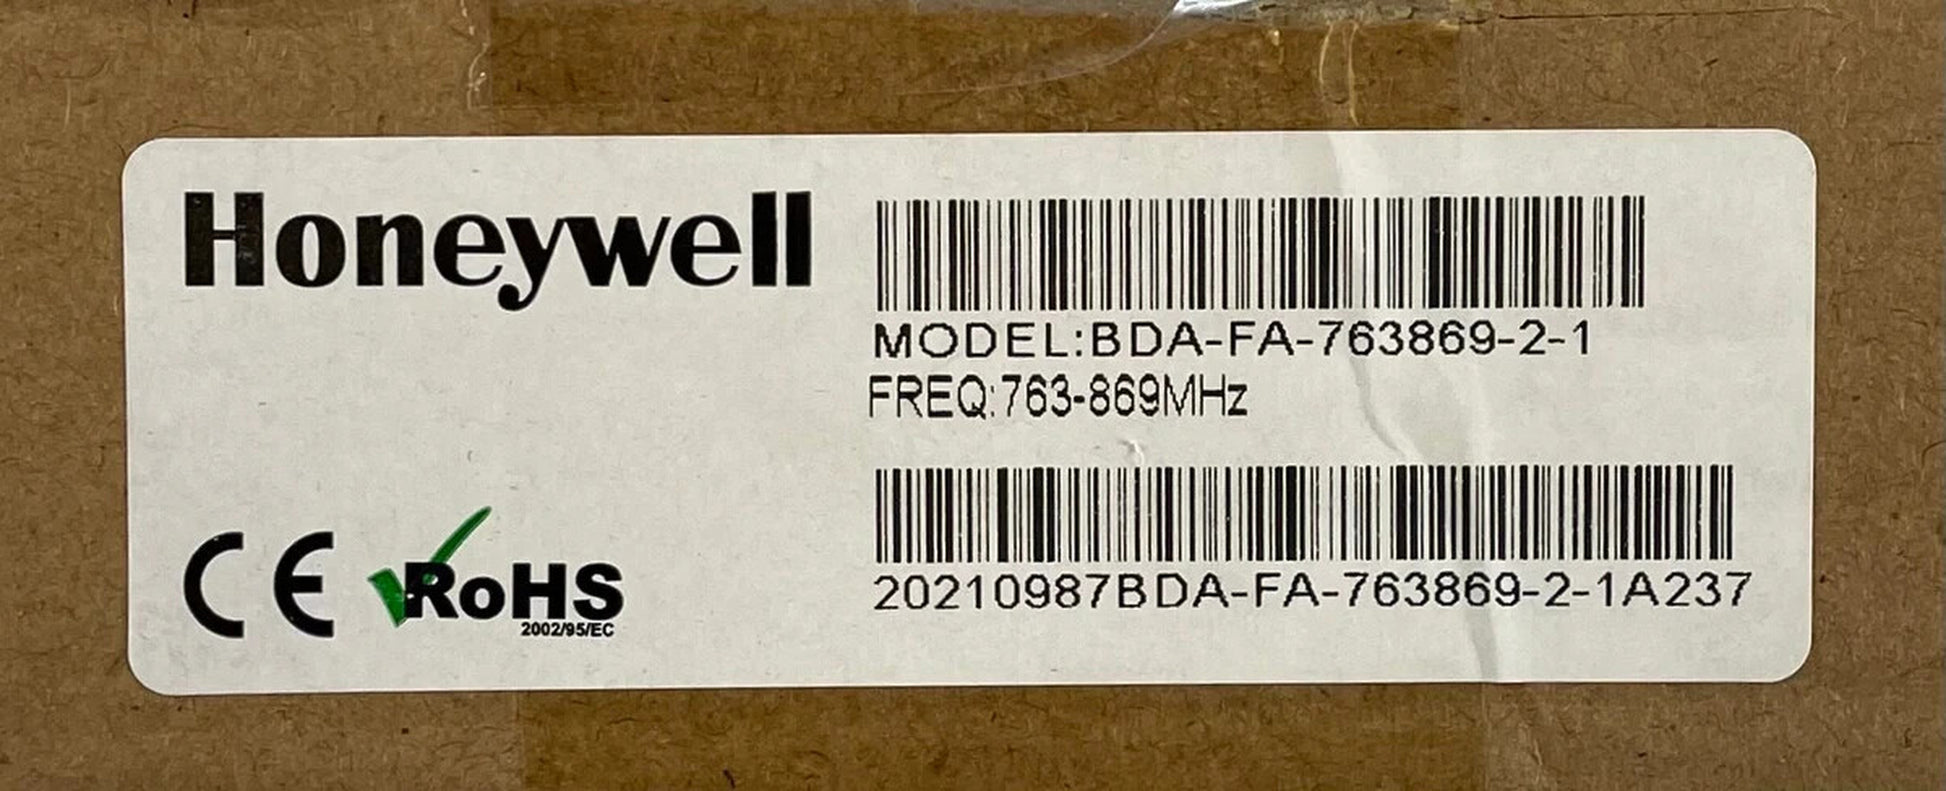 Honeywell
MODEL:BDA-FA-763869-2-1
FREQ:763-869MHz
CE
RoHS
2002/95/EC
20210987BDA-FA-763869-2-1A237